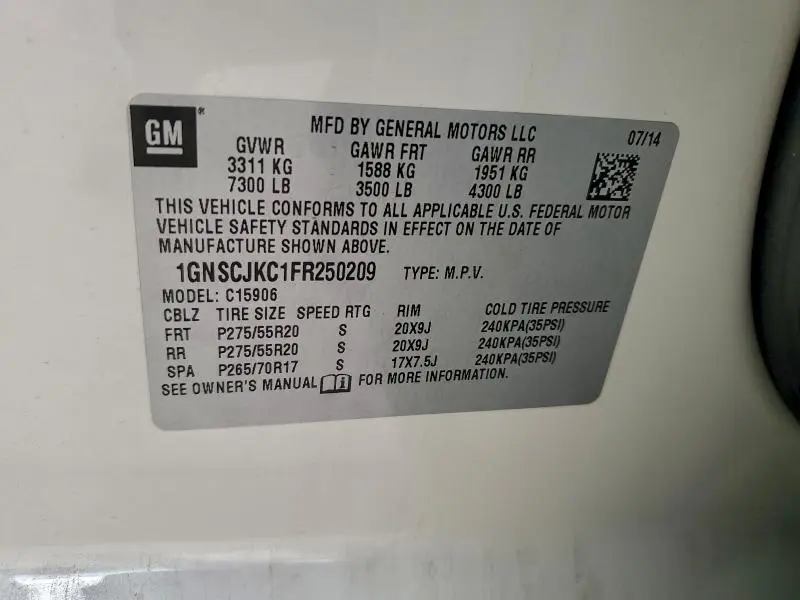 GM® MFD BY GENERAL MOTORS LLC 07/14
GVWR GAWR FRT GAWR RR
3311 KG 1588 KG 1951 KG
7300 LB 3500 LB 4300 LB
THIS VEHICLE CONFORMS TO ALL APPLICABLE U.S. FEDERAL MOTOR
VEHICLE SAFETY STANDARDS IN EFFECT ON THE DATE OF
MANUFACTURE SHOWN ABOVE.
1GNSCJKC1FR250209 TYPE: M.P.V.
MODEL: C15906
CBLZ TIRE SIZE SPEED RTG RIM COLD TIRE PRESSURE
FRT P275/55R20 S 20X9J 240KPA(35PSI)
RR P275/55R20 S 20X9J 240KPA(35PSI)
SPA P265/70R17 S 17X7.5J 240KPA(35PSI)
SEE OWNER'S MANUAL FOR MORE INFORMATION.